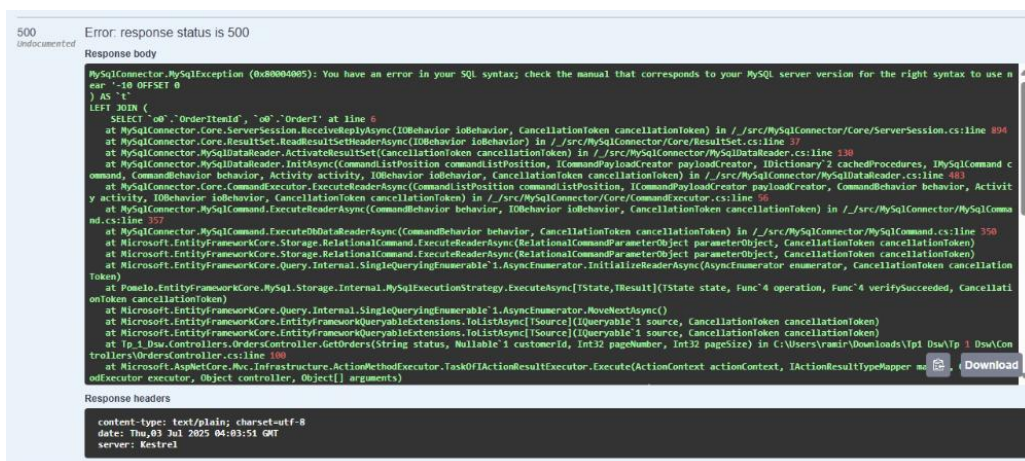 500
Undocumented
Error: response status is 500
Response body
MySqlConnector.MySqlException (0x80004005): You have an error in your SQL syntax; check the manual that corresponds to your MySQL server version for the right syntax to use n
ear '-10 OFFSET 0
) AS `t`
LEFT JOIN (
SELECT `o0`.`OrderItemId`, `o0`.`OrderI' at line 6
at MySqlConnector.Core.ServerSession.ReceiveReplyAsync(IOBehavior ioBehavior, CancellationToken cancellationToken) in /_/src/MySqlConnector/Core/ServerSession.cs:line 894
at MySqlConnector.Core.ResultSet.ReadResultSetHeaderAsync(IOBehavior ioBehavior) in /_/src/MySqlConnector/Core/ResultSet.cs:line 37
at MySqlConnector.MySqlDataReader.ActivateResultSet(CancellationToken cancellationToken) in /_/src/MySqlConnector/MySqlDataReader.cs:line 130
at MySqlConnector.MySqlDataReader.InitAsync(CommandListPosition commandListPosition, ICommandPayloadCreator payloadCreator, IDictionary`2 cachedProcedures, IMySqlCommand c
ommand, CommandBehavior behavior, Activity activity, IOBehavior ioBehavior, CancellationToken cancellationToken) in /_/src/MySqlConnector/MySqlDataReader.cs:line 483
at MySqlConnector.Core.CommandExecutor.ExecuteReaderAsync(CommandListPosition commandListPosition, ICommandPayloadCreator payloadCreator, CommandBehavior behavior, Activit
y activity, IOBehavior ioBehavior, CancellationToken cancellationToken) in /_/src/MySqlConnector/Core/CommandExecutor.cs:line 56
at MySqlConnector.MySqlCommand.ExecuteReaderAsync(CommandBehavior behavior, IOBehavior ioBehavior, CancellationToken cancellationToken) in /_/src/MySqlConnector/MySqlComma
nd.cs:line 357
at MySqlConnector.MySqlCommand.ExecuteDbDataReaderAsync(CommandBehavior behavior, CancellationToken cancellationToken) in /_/src/MySqlConnector/MySqlCommand.cs:line 350
at Microsoft.EntityFrameworkCore.Storage.RelationalCommand.ExecuteReaderAsync(RelationalCommandParameterObject parameterObject, CancellationToken cancellationToken)
at Microsoft.EntityFrameworkCore.Storage.RelationalCommand.ExecuteReaderAsync(RelationalCommandParameterObject parameterObject, CancellationToken cancellationToken)
at Microsoft.EntityFrameworkCore.Query.Internal.SingleQueryingEnumerable`1.AsyncEnumerator.InitializeReaderAsync(AsyncEnumerator enumerator, CancellationToken cancellation
Token)
at Pomelo.EntityFrameworkCore.MySql.Storage.Internal.MySqlExecutionStrategy.ExecuteAsync[TState,TResult](TState state, Func`4 operation, Func`4 verifySucceeded, Cancellati
onToken cancellationToken)
at Microsoft.EntityFrameworkCore.Query.Internal.SingleQueryingEnumerable`1.AsyncEnumerator.MoveNextAsync()
at Microsoft.EntityFrameworkCore.EntityFrameworkQueryableExtensions.ToListAsync[TSource](IQueryable`1 source, CancellationToken cancellationToken)
at Microsoft.EntityFrameworkCore.EntityFrameworkQueryableExtensions.ToListAsync[TSource](IQueryable`1 source, CancellationToken cancellationToken)
at Tp_1_Dsw.Controllers.OrdersController.GetOrders(String status, Nullable`1 customerId, Int32 pageNumber, Int32 pageSize) in C:\Users\ramir\Downloads\Tp1 Dsw\Tp 1 Dsw\Con
trollers\OrdersController.cs:line 100
at Microsoft.AspNetCore.Mvc.Infrastructure.ActionMethodExecutor.TaskOfIActionResultExecutor.Execute(ActionContext actionContext, IActionResultTypeMapper
odExecutor executor, Object controller, Object[] arguments)
Download
Response headers
content-type: text/plain; charset=utf-8
date: Thu,03 Jul 2025 04:03:51 GMT
server: Kestrel